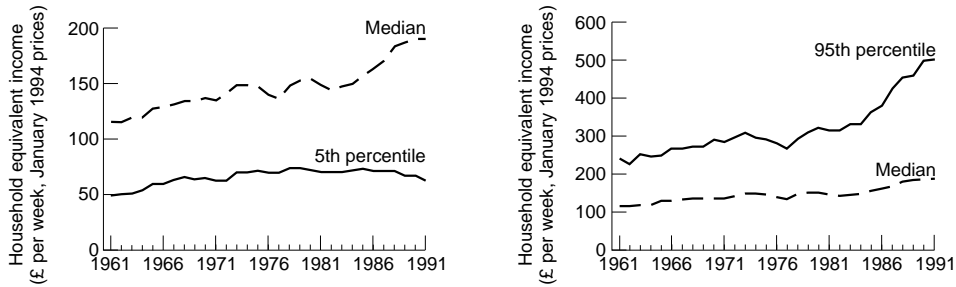 Household equivalent income
(£ per week, January 1994 prices)
200
150
100
50
0
Median
5th percentile
1961 1966 1971 1976 1981 1986 1991
Household equivalent income
(£ per week, January 1994 prices)
600
500
400
300
200
100
0
95th percentile
Median
1961 1966 1971 1976 1981 1986 1991